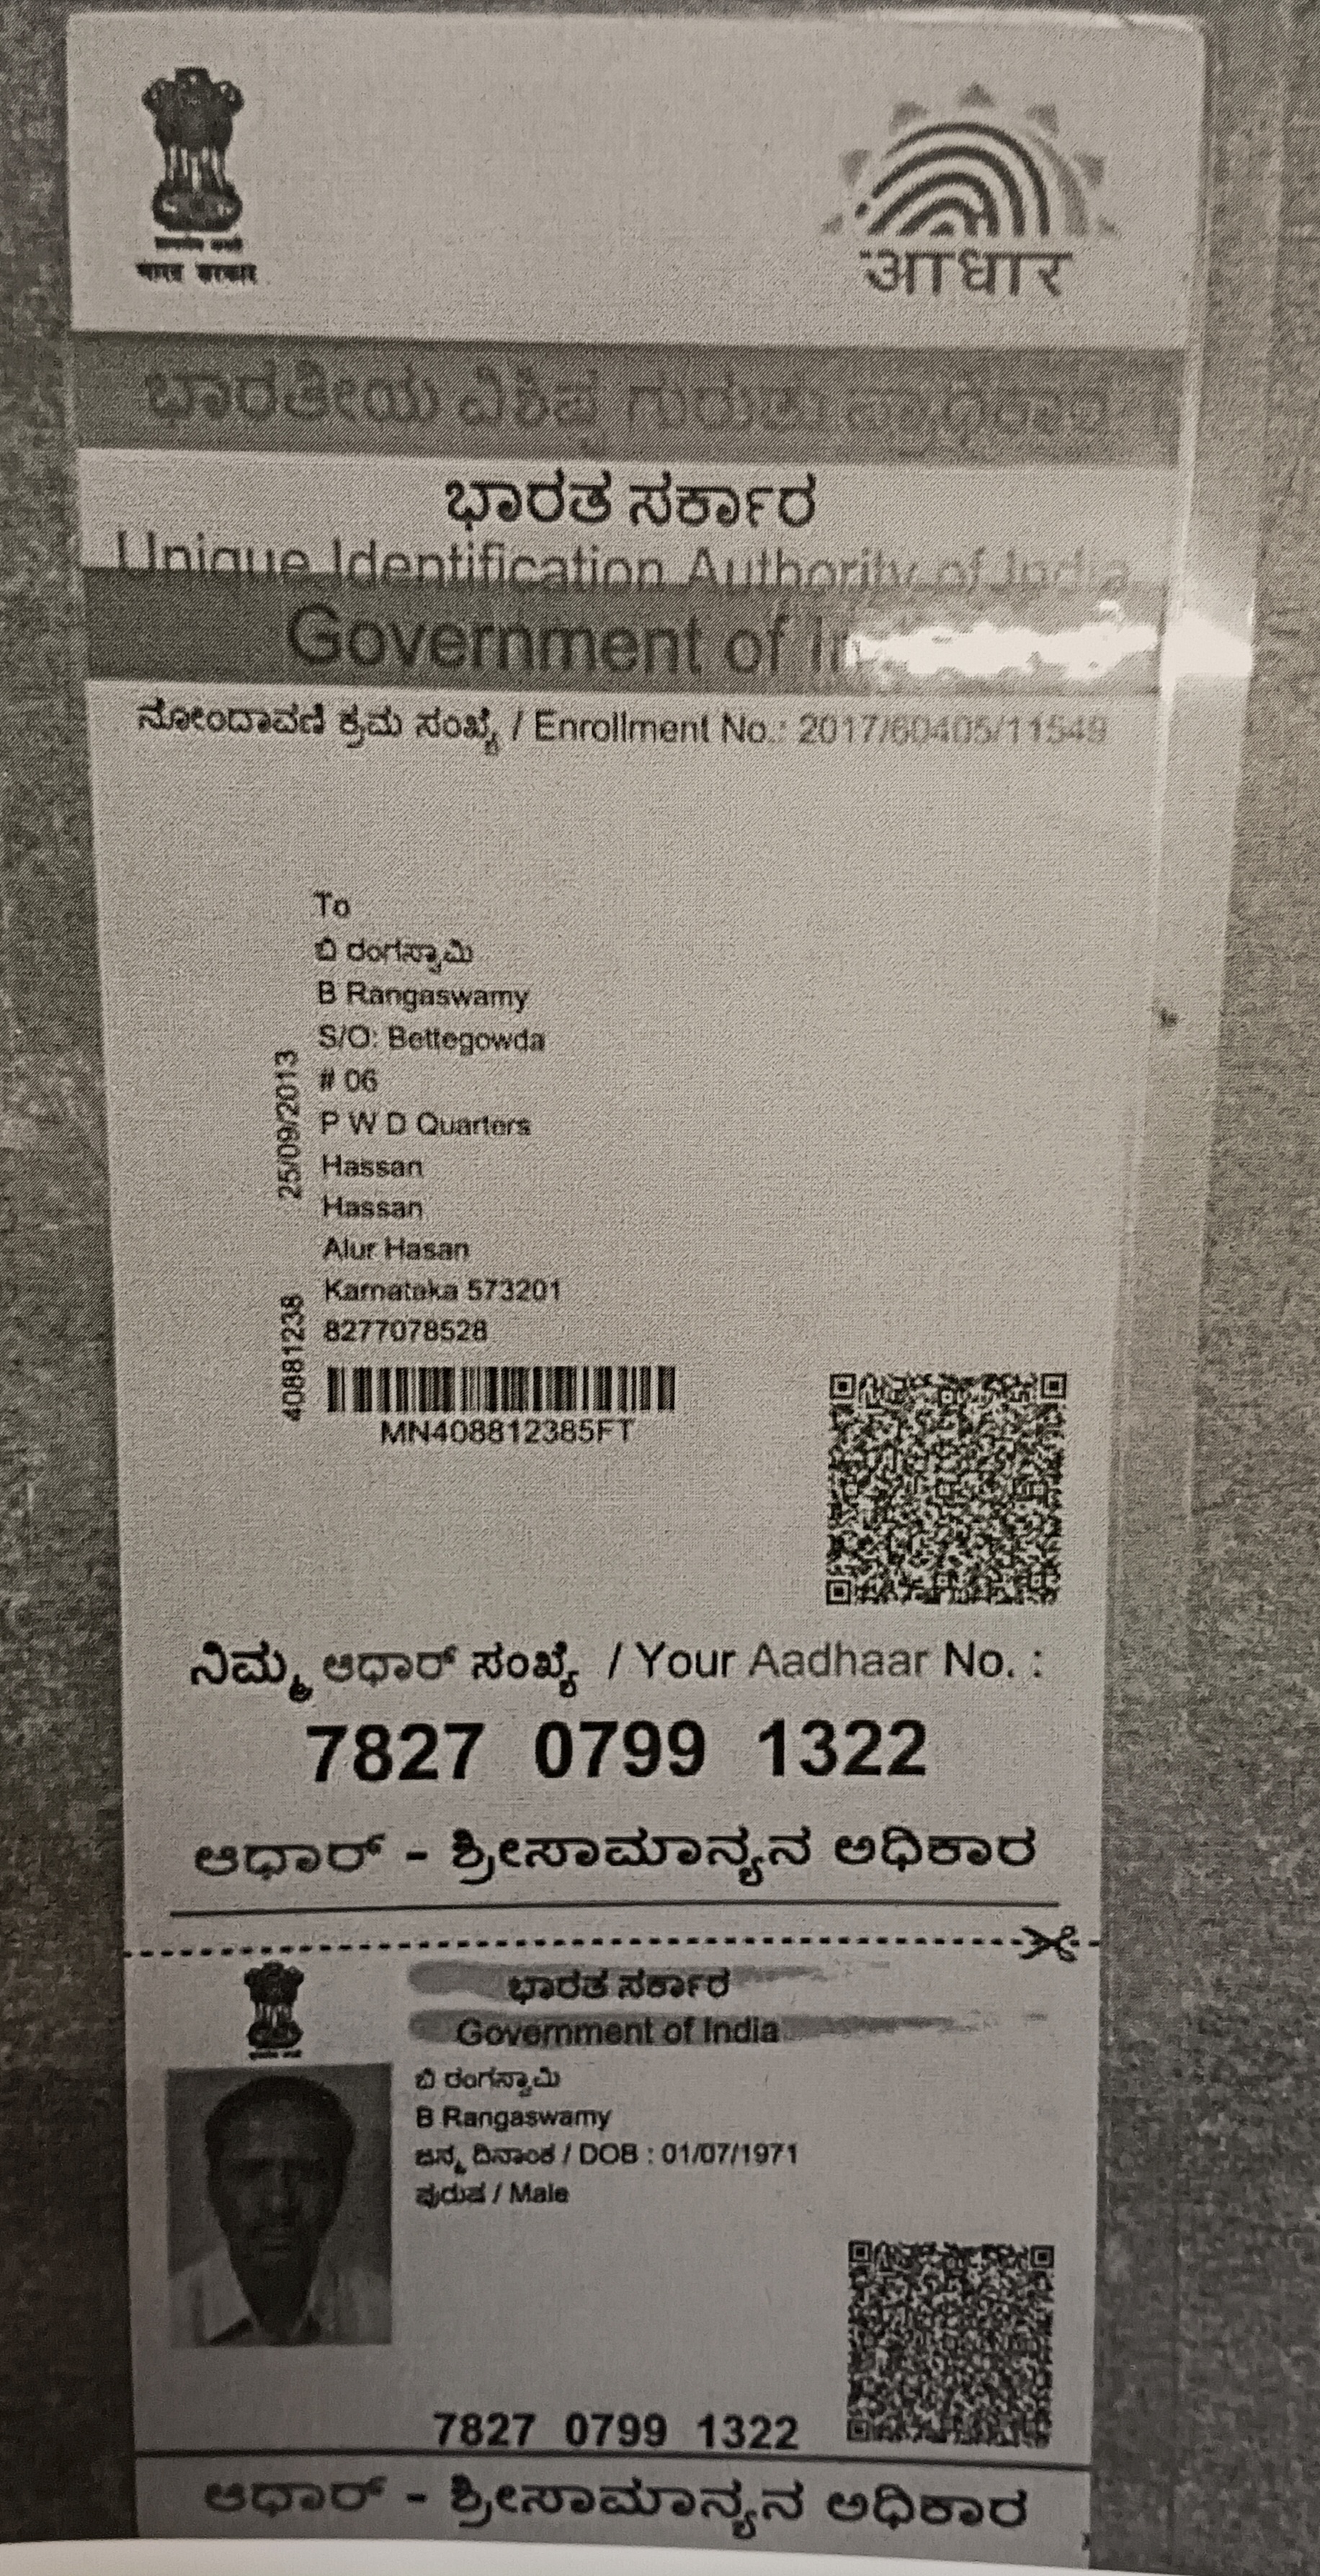 भारत सरकार
आधार
ಭಾರತೀಯ ವಿಶಿಷ್ಟ ಗುರುತು ಪ್ರಾಧಿಕಾರ
ಭಾರತ ಸರ್ಕಾರ
Unique Identification Authority of India
Government of
ನೋಂದಾವಣೆ ಕ್ರಮ ಸಂಖ್ಯೆ / Enrollment No.: 2017/60405/11549
To
ಬಿ ರಂಗಸ್ವಾಮಿ
B Rangaswamy
S/O: Bettegowda
# 06
P W D Quarters
Hassan
Hassan
Alur Hasan
Karnataka 573201
8277078528
25/09/2013
40881238
MN408812385FT
ನಿಮ್ಮ ಆಧಾರ್ ಸಂಖ್ಯೆ / Your Aadhaar No. :
7827 0799 1322
ಆಧಾರ್ - ಶ್ರೀಸಾಮಾನ್ಯನ ಅಧಿಕಾರ
ಭಾರತ ಸರ್ಕಾರ
Government of India
ಬಿ ರಂಗಸ್ವಾಮಿ
B Rangaswamy
ಜನ್ಮ ದಿನಾಂಕ / DOB : 01/07/1971
ಪುರುಷ / Male
7827 0799 1322
ಆಧಾರ್ - ಶ್ರೀಸಾಮಾನ್ಯನ ಅಧಿಕಾರ